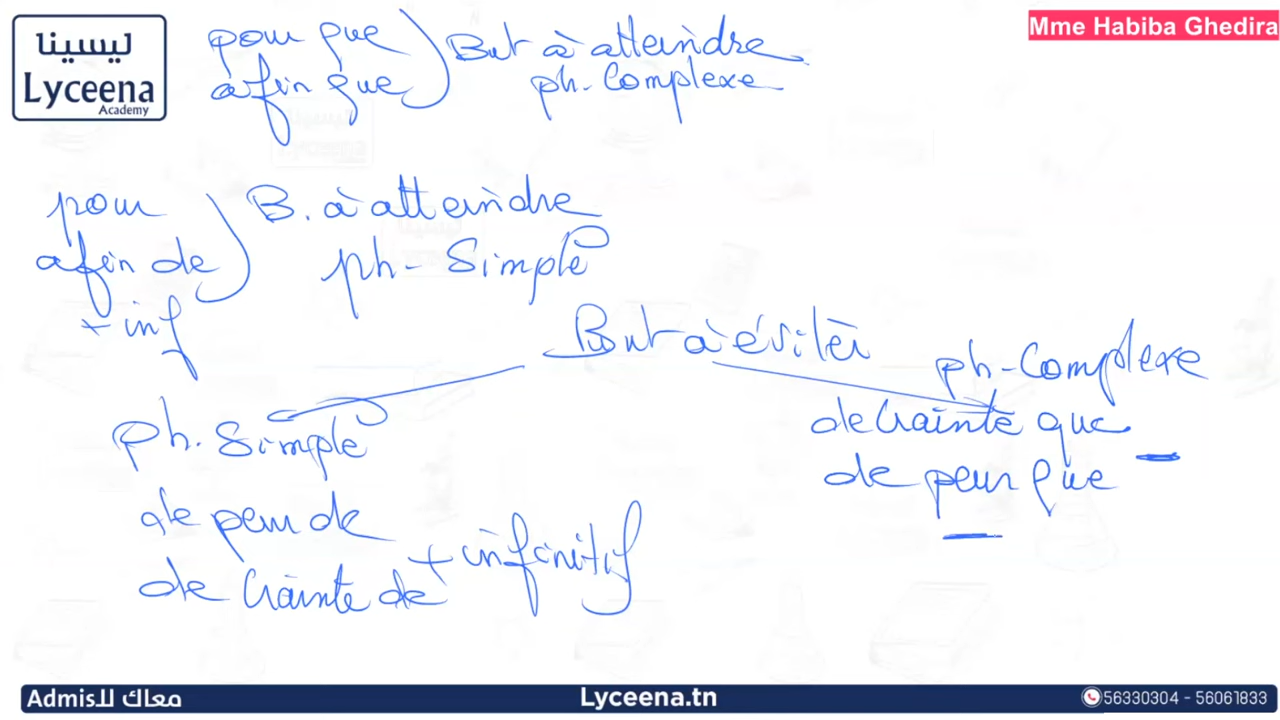 ليسينا
Lyceena
Academy
Mme Habiba Ghedira
pour que
afin que
But à atteindre
ph. Complexe
pour
afin de
+ inf
B. à atteindre
ph- Simple
But à éviter
ph. Simple
de peur de
de crainte de
+ infinitif
ph-Complexe
de crainte que
de peur que
معاك للـAdmis
Lyceena.tn
56330304 - 56061833